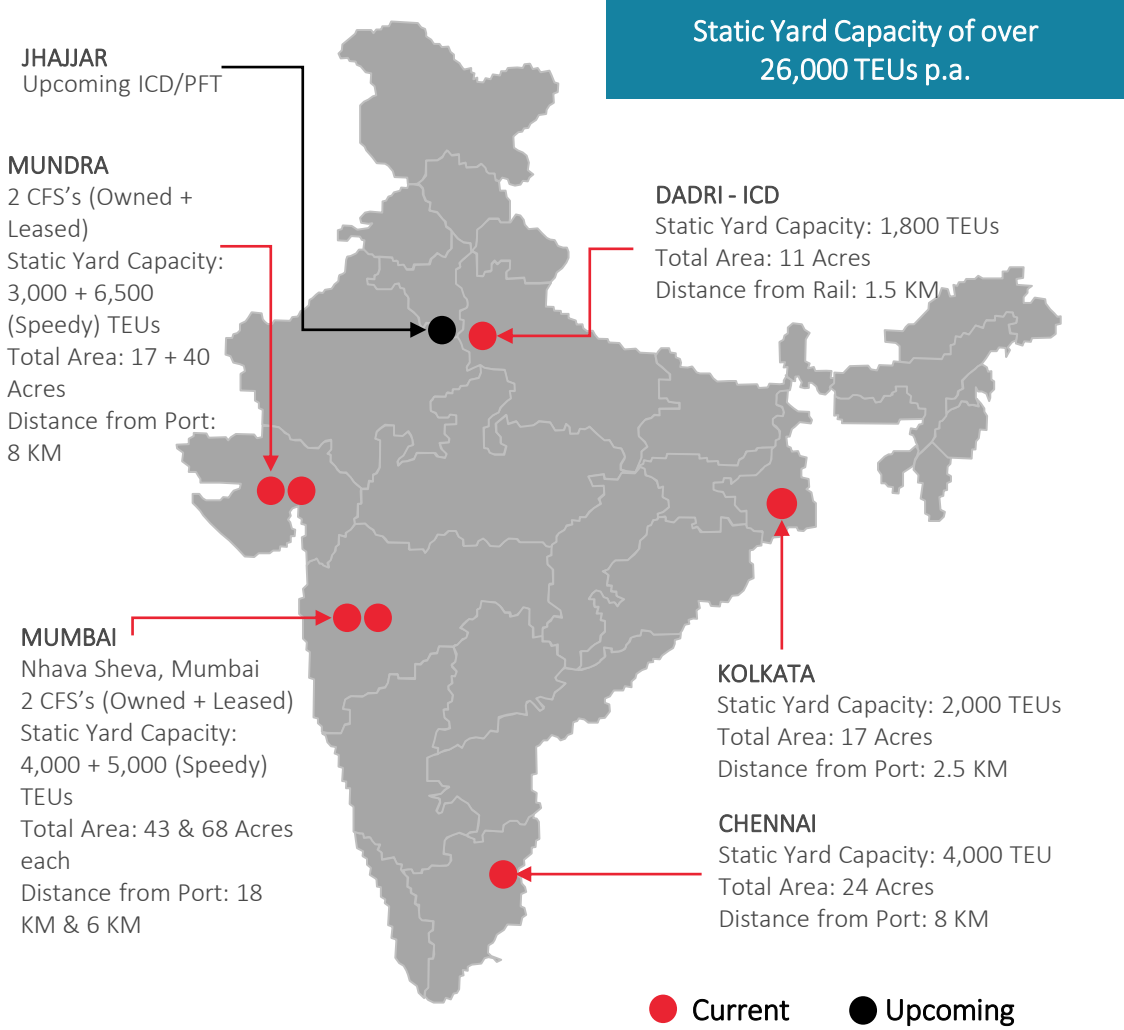 Static Yard Capacity of over
26,000 TEUs p.a.
JHAJJAR
Upcoming ICD/PFT
MUNDRA
2 CFS’s (Owned +
Leased)
Static Yard Capacity:
3,000 + 6,500
(Speedy) TEUs
Total Area: 17 + 40
Acres
Distance from Port:
8 KM
DADRI - ICD
Static Yard Capacity: 1,800 TEUs
Total Area: 11 Acres
Distance from Rail: 1.5 KM
MUMBAI
Nhava Sheva, Mumbai
2 CFS’s (Owned + Leased)
Static Yard Capacity:
4,000 + 5,000 (Speedy)
TEUs
Total Area: 43 & 68 Acres
each
Distance from Port: 18
KM & 6 KM
KOLKATA
Static Yard Capacity: 2,000 TEUs
Total Area: 17 Acres
Distance from Port: 2.5 KM
CHENNAI
Static Yard Capacity: 4,000 TEU
Total Area: 24 Acres
Distance from Port: 8 KM
Current
Upcoming